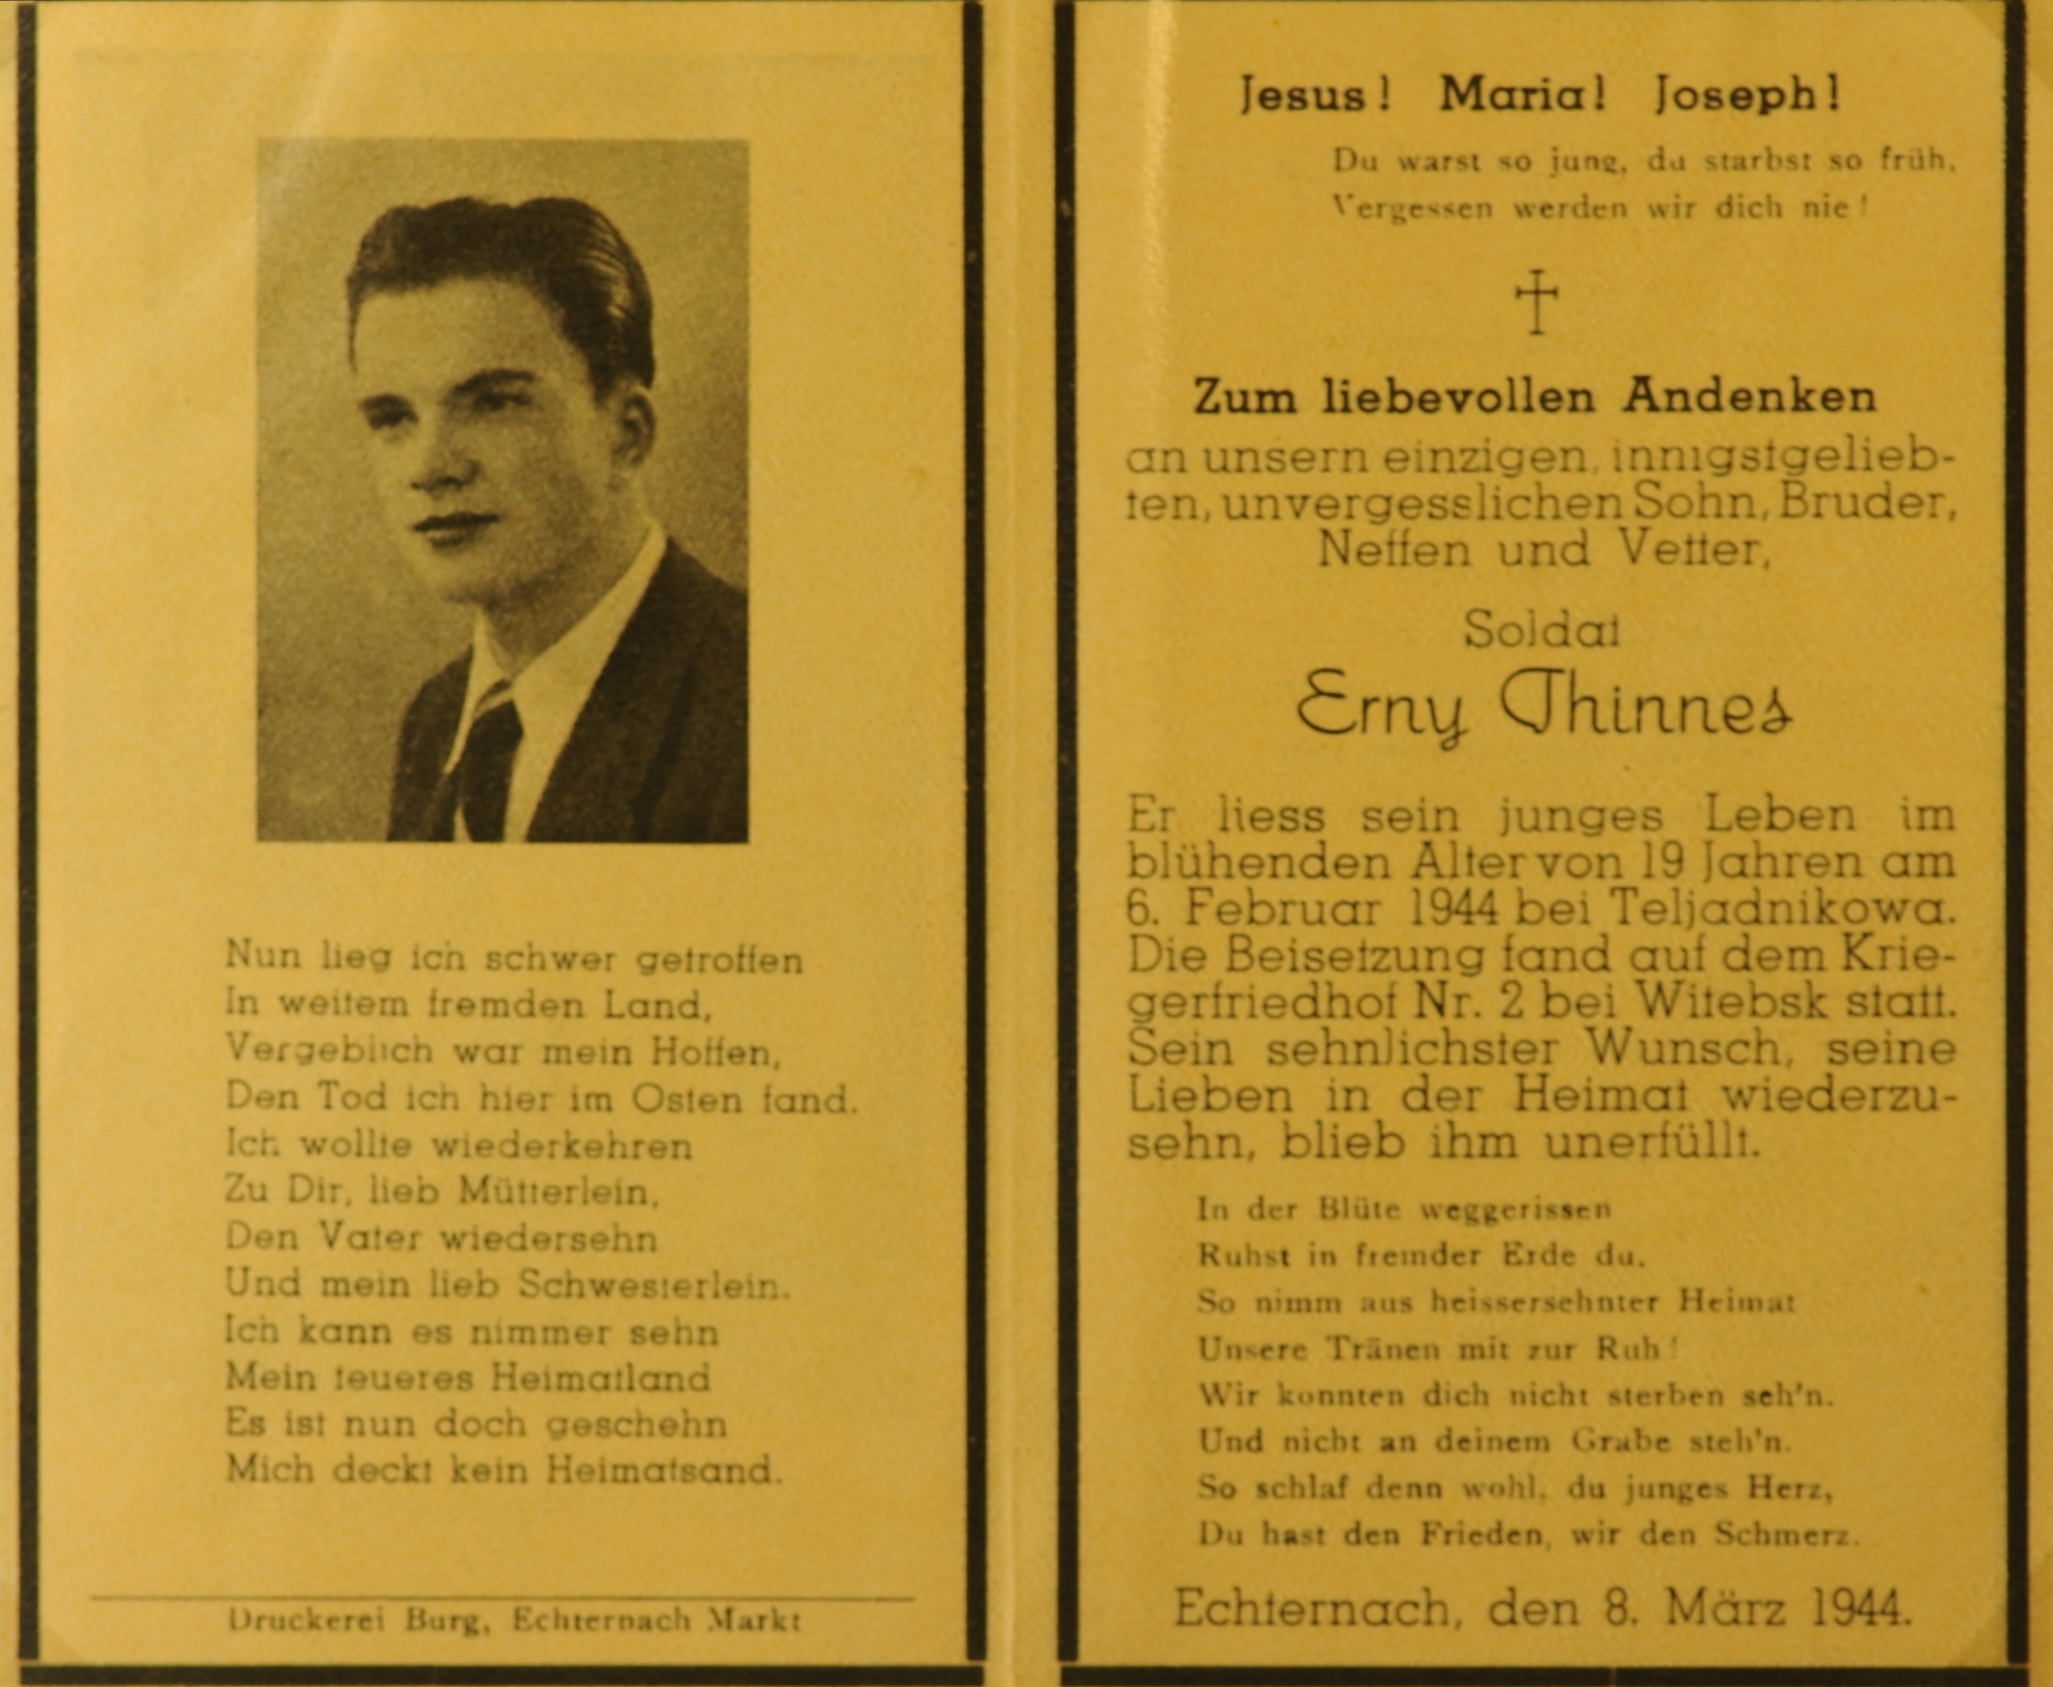 Nun lieg ich schwer getroffen
In weitem fremden Land,
Vergeblich war mein Hoffen,
Den Tod ich hier im Osten fand.
Ich wollte wiederkehren
Zu Dir, lieb Mütterlein,
Den Vater wiedersehn
Und mein lieb Schwesterlein.
Ich kann es nimmer sehn
Mein teueres Heimatland
Es ist nun doch geschehn
Mich deckt kein Heimatsand.
Druckerei Burg, Echternach Markt
Jesus! Maria! Joseph!
Du warst so jung, du starbst so früh,
Vergessen werden wir dich nie!
Zum liebevollen Andenken
an unsern einzigen, innigstgelieb-
ten, unvergesslichen Sohn, Bruder,
Neffen und Vetter,
Soldat
Erny Thinnes
Er liess sein junges Leben im
blühenden Alter von 19 Jahren am
6. Februar 1944 bei Teljadnikowa.
Die Beisetzung fand auf dem Krie-
gerfriedhof Nr. 2 bei Witebsk statt.
Sein sehnlichster Wunsch, seine
Lieben in der Heimat wiederzu-
sehn, blieb ihm unerfüllt.
In der Blüte weggerissen
Ruhst in fremder Erde du,
So nimm aus heissersehnter Heimat
Unsere Tränen mit zur Ruh!
Wir konnten dich nicht sterben seh'n.
Und nicht an deinem Grabe steh'n.
So schlaf denn wohl, du junges Herz,
Du hast den Frieden, wir den Schmerz.
Echternach, den 8. März 1944.